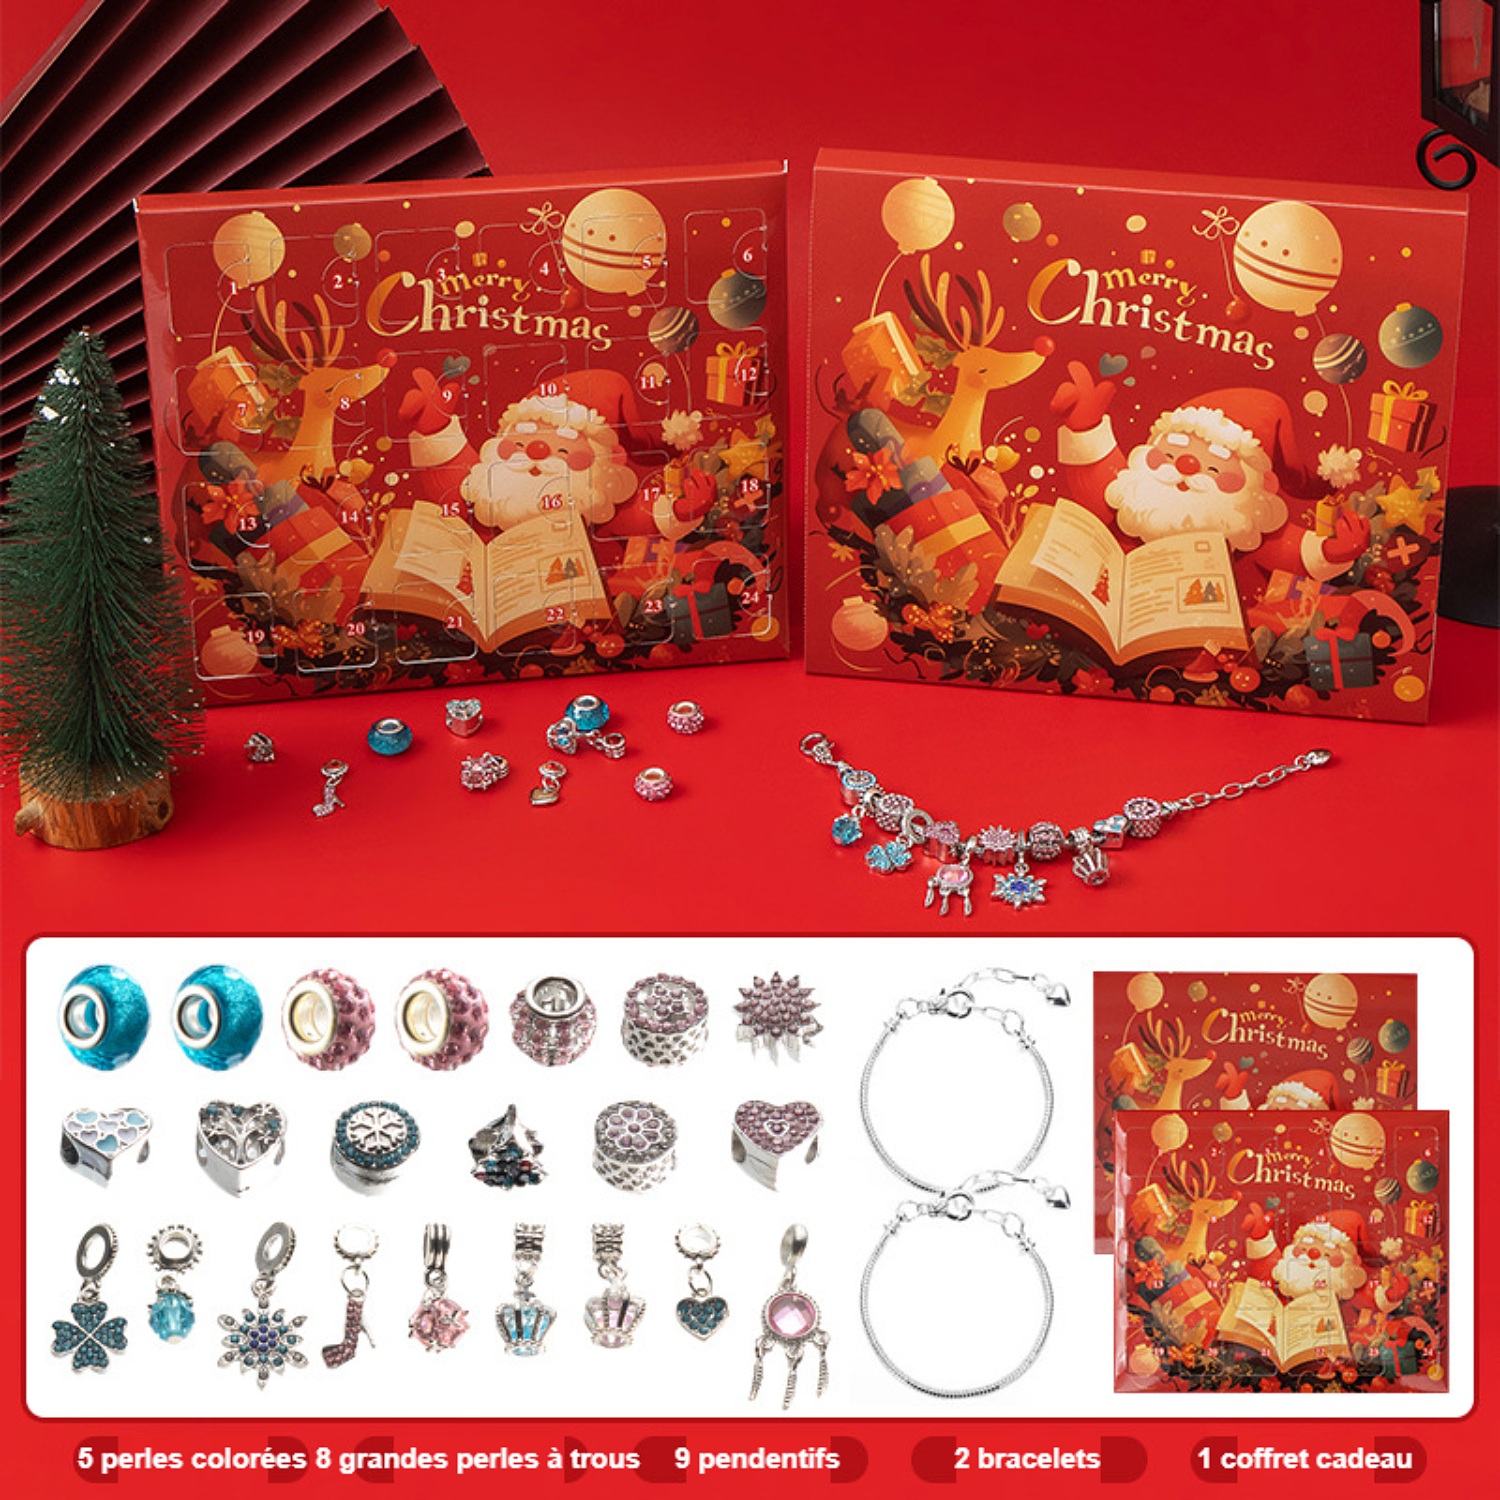 Merry
Christmas
1 2 3 4 5 6
7 8 9 10 11 12
13 14 15 16 17 18
19 20 21 22 23 24
Merry
Christmas
Merry
Christmas
Merry
Christmas
5 perles colorées 8 grandes perles à trous 9 pendentifs 2 bracelets 1 coffret cadeau